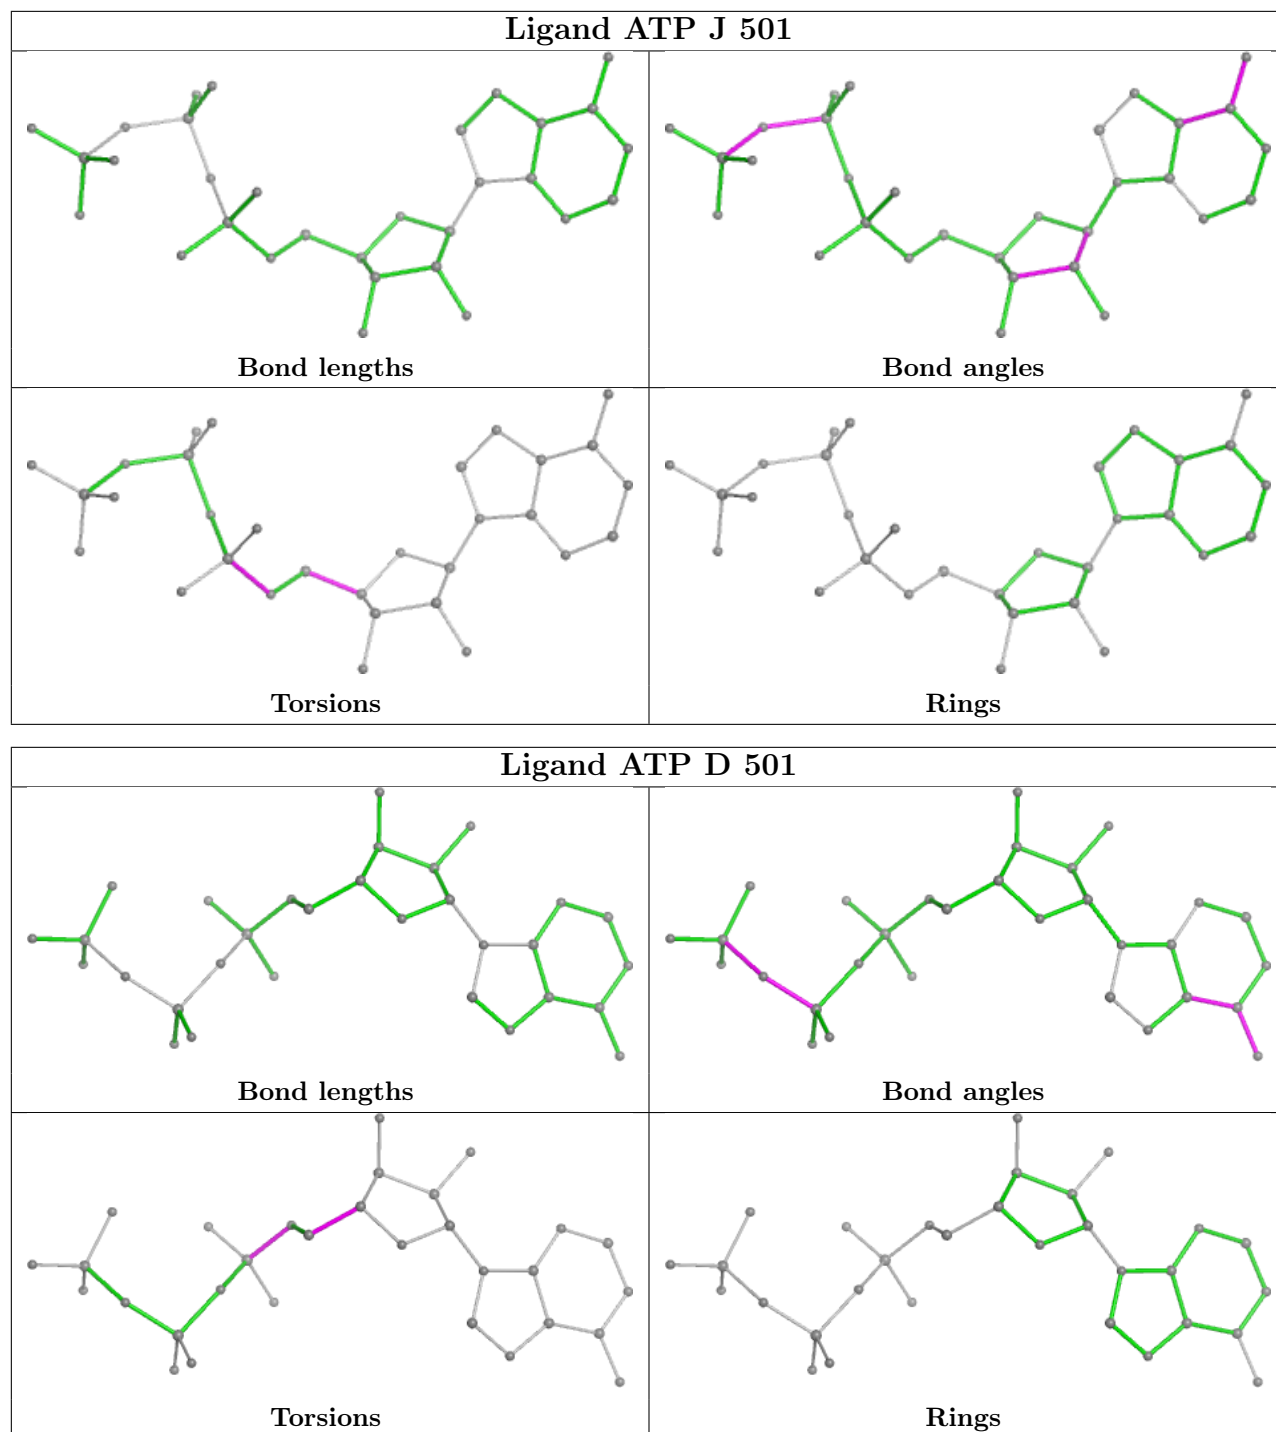 Ligand ATP J 501
Bond lengths
Bond angles
Torsions
Rings
Ligand ATP D 501
Bond lengths
Bond angles
Torsions
Rings